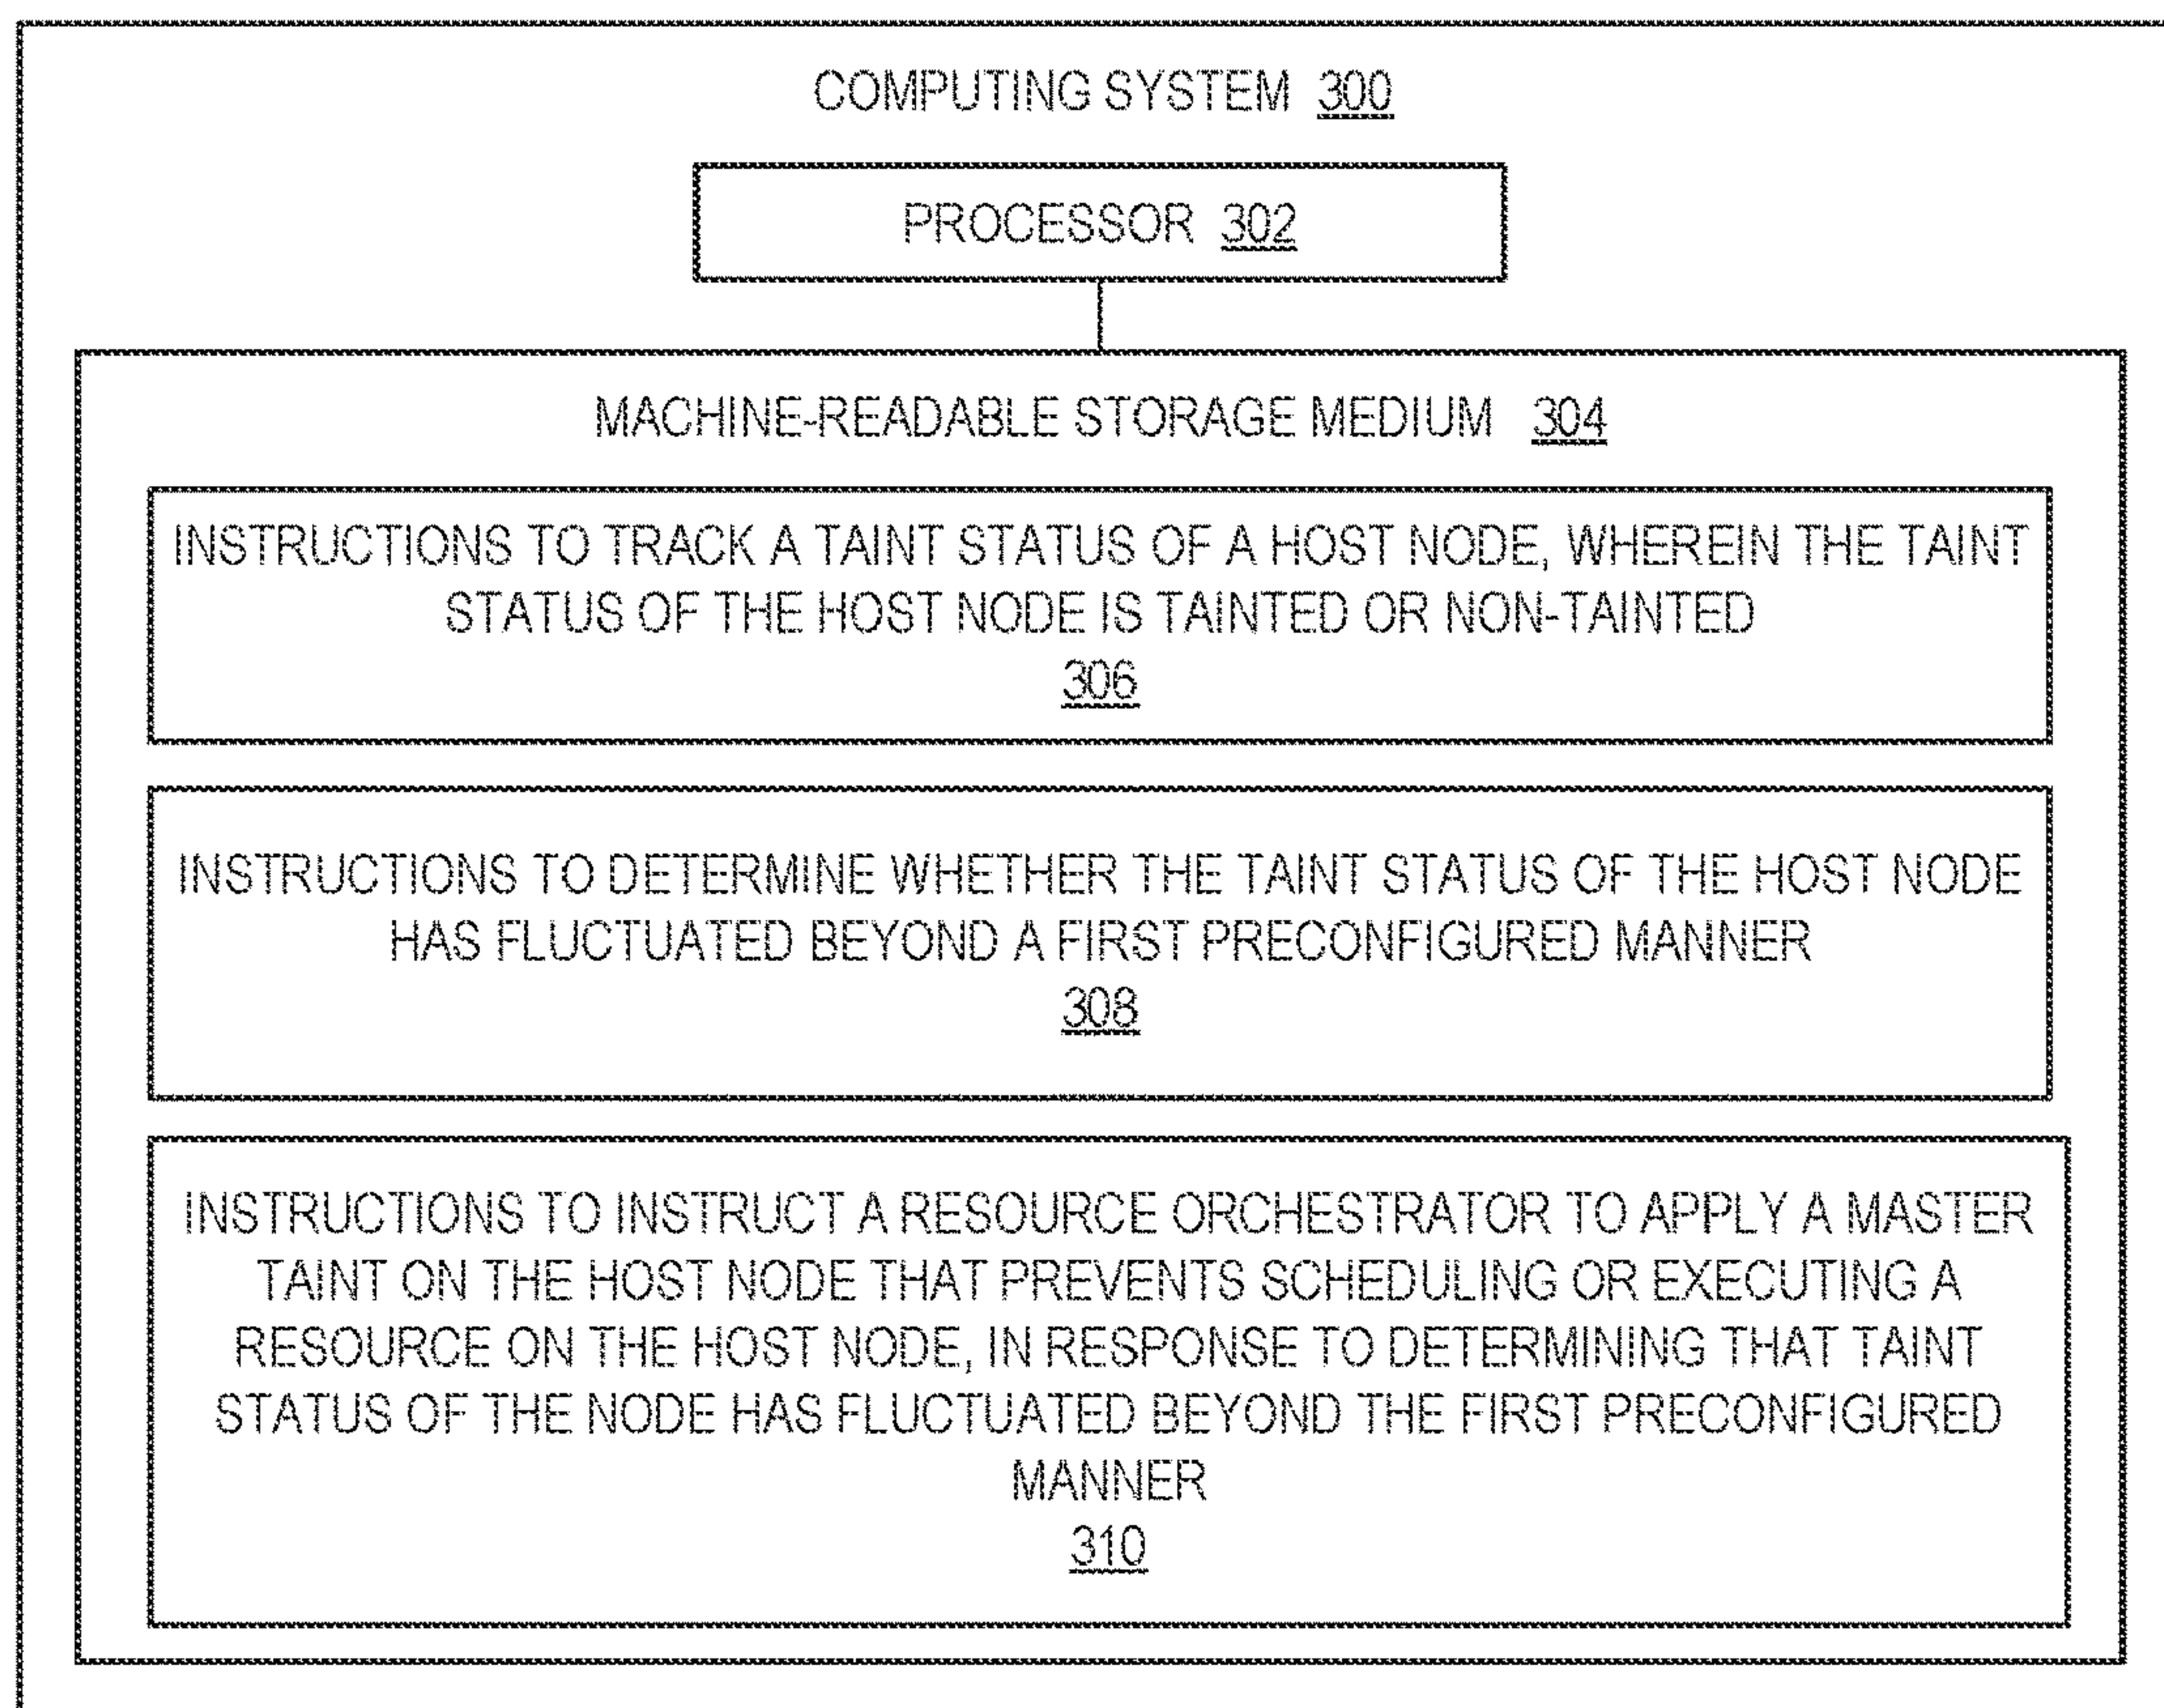 COMPUTING SYSTEM 300
PROCESSOR 302
MACHINE-READABLE STORAGE MEDIUM 304
INSTRUCTIONS TO TRACK A TAINT STATUS OF A HOST NODE, WHEREIN THE TAINT
STATUS OF THE HOST NODE IS TAINTED OR NON-TAINTED
306
INSTRUCTIONS TO DETERMINE WHETHER THE TAINT STATUS OF THE HOST NODE
HAS FLUCTUATED BEYOND A FIRST PRECONFIGURED MANNER
308
INSTRUCTIONS TO INSTRUCT A RESOURCE ORCHESTRATOR TO APPLY A MASTER
TAINT ON THE HOST NODE THAT PREVENTS SCHEDULING OR EXECUTING A
RESOURCE ON THE HOST NODE, IN RESPONSE TO DETERMINING THAT TAINT
STATUS OF THE NODE HAS FLUCTUATED BEYOND THE FIRST PRECONFIGURED
MANNER
310